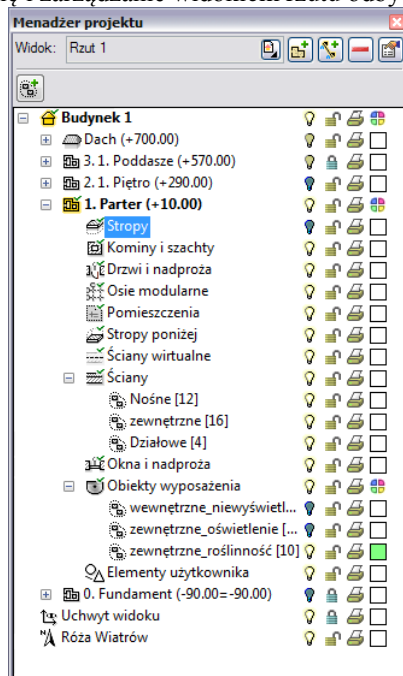 Menadżer projektu
Widok: Rzut 1
Budynek 1
Dach (+700.00)
3. 1. Poddasze (+570.00)
2. 1. Piętro (+290.00)
1. Parter (+10.00)
Stropy
Kominy i szachty
Drzwi i nadproża
Osie modularne
Pomieszczenia
Stropy poniżej
Ściany wirtualne
Ściany
Nośne [12]
zewnętrzne [16]
Działowe [4]
Okna i nadproża
Obiekty wyposażenia
wewnętrzne_niewyświetl...
zewnętrzne_oświetlenie [...
zewnętrzne_roślinność [10]
Elementy użytkownika
0. Fundament (-90.00=-90.00)
Uchwyt widoku
Róża Wiatrów